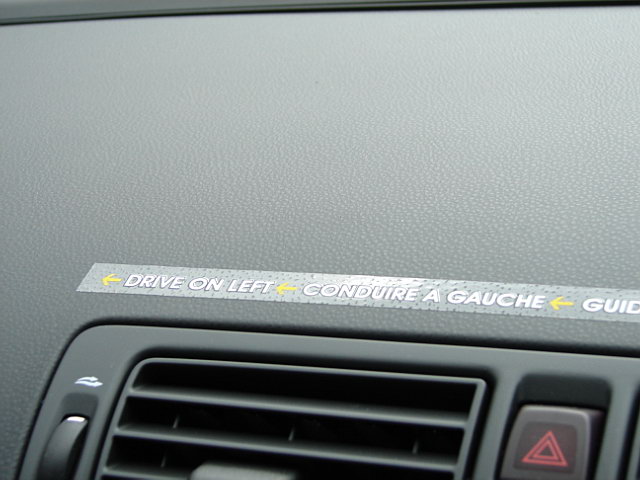 DRIVE ON LEFT CONDUIRE A GAUCHE GUID